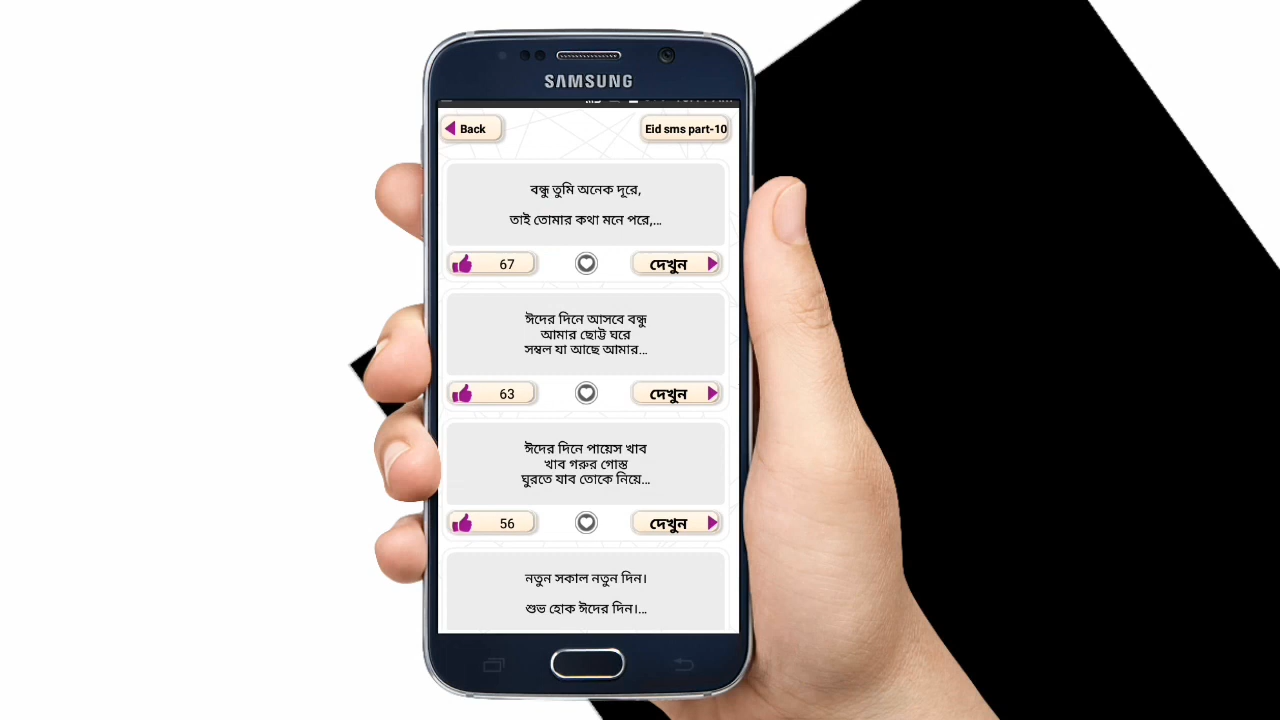 SAMSUNG
Back
Eid sms part-10
বন্ধু তুমি অনেক দূরে,
তাই তোমার কথা মনে পরে,...
67
দেখুন
ঈদের দিনে আসবে বন্ধু
আমার ছোট্ট ঘরে
সম্বল যা আছে আমার...
63
দেখুন
ঈদের দিনে পায়েস খাব
খাব গরুর গোস্ত
ঘুরতে যাব তোকে নিয়ে...
56
দেখুন
নতুন সকাল নতুন দিন।
শুভ হোক ঈদের দিন।...